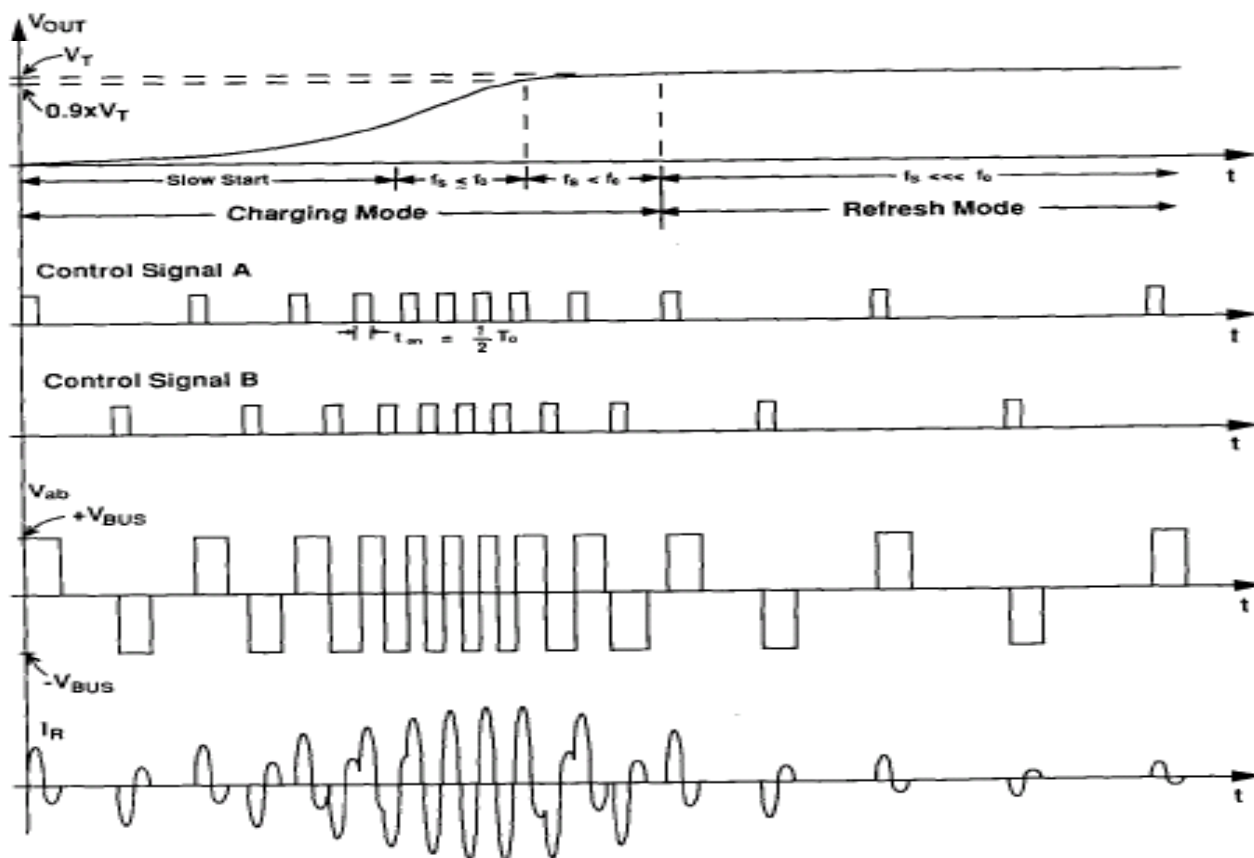 VOUT
VT
0.9xVT
t
Slow Start
fs ≤ fo
fs < fo
fs <<< fo
Charging Mode
Refresh Mode
Control Signal A
ton = 1/2 To
t
Control Signal B
t
Vab
+VBUS
t
-VBUS
IR
t